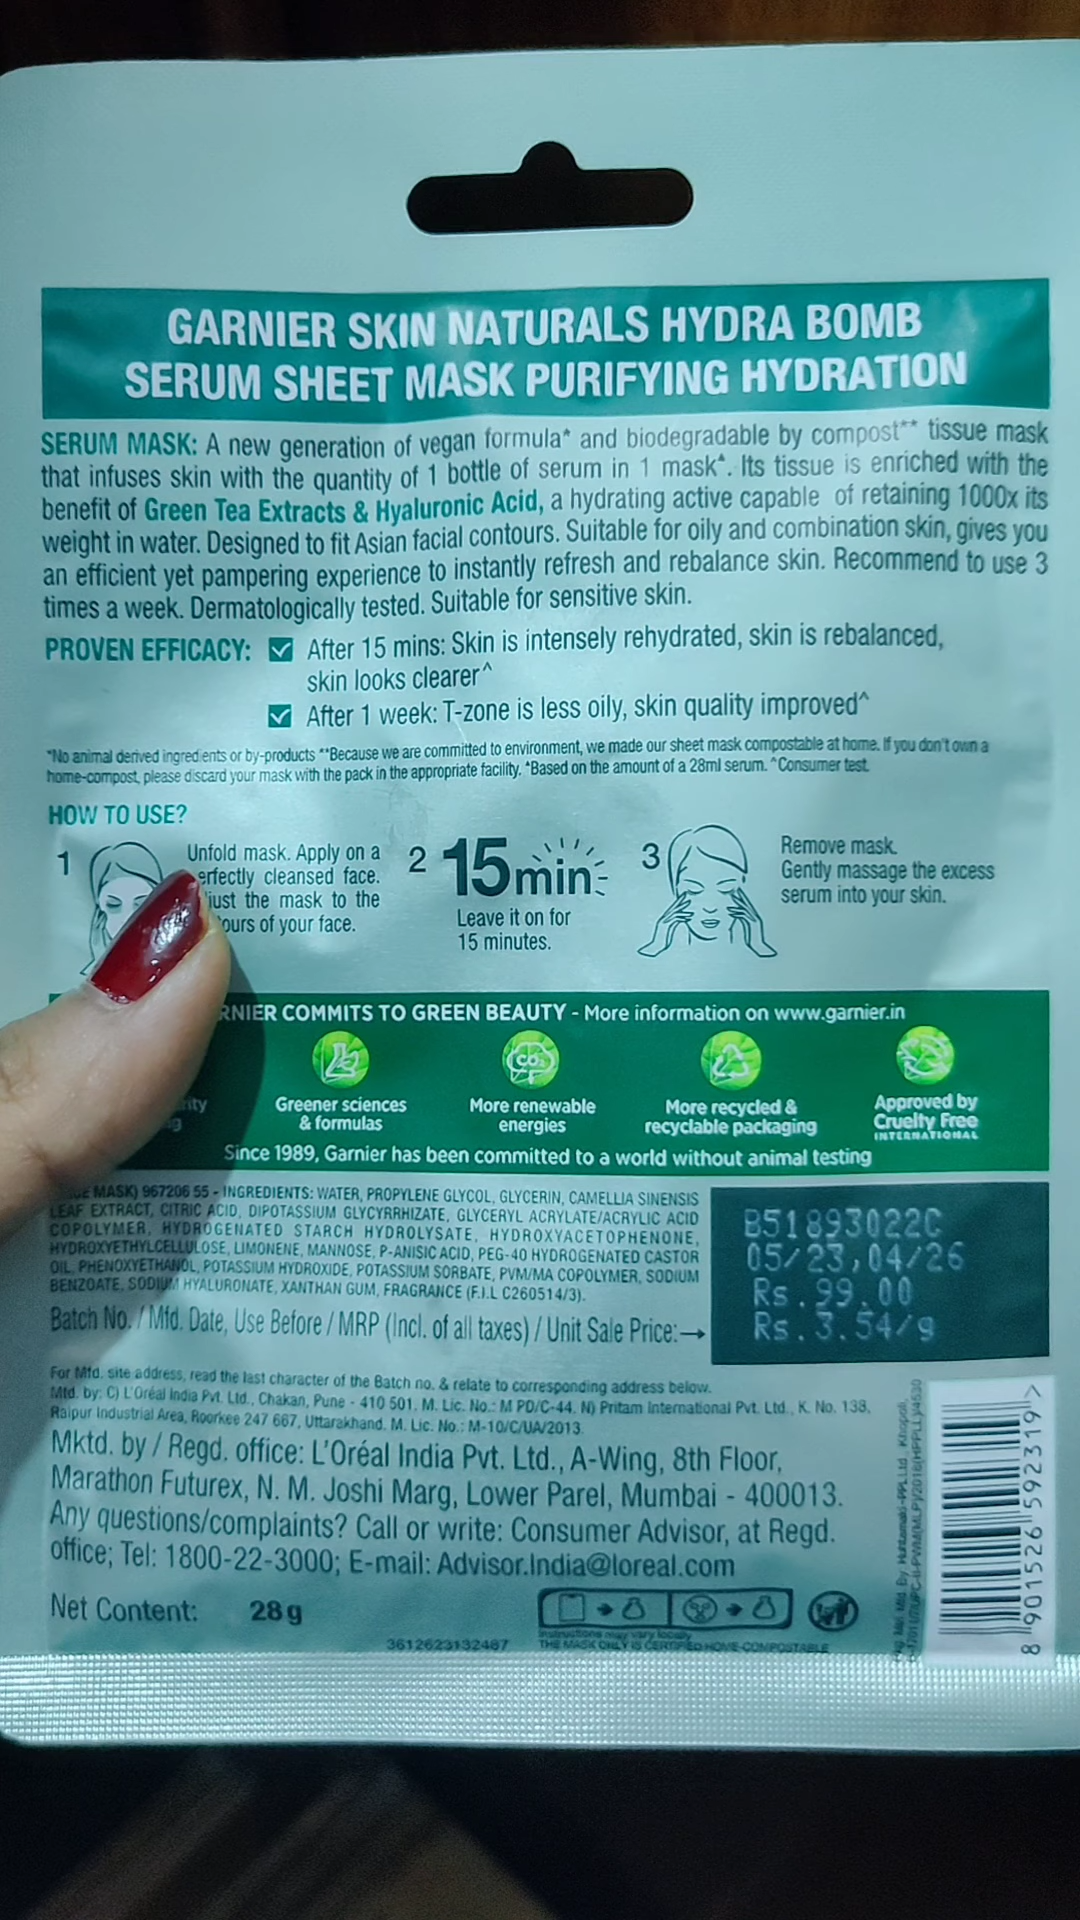 GARNIER SKIN NATURALS HYDRA BOMB
SERUM SHEET MASK PURIFYING HYDRATION
SERUM MASK: A new generation of vegan formula* and biodegradable by compost** tissue mask
that infuses skin with the quantity of 1 bottle of serum in 1 mask▲. Its tissue is enriched with the
benefit of Green Tea Extracts & Hyaluronic Acid, a hydrating active capable of retaining 1000x its
weight in water. Designed to fit Asian facial contours. Suitable for oily and combination skin, gives you
an efficient yet pampering experience to instantly refresh and rebalance skin. Recommend to use 3
times a week. Dermatologically tested. Suitable for sensitive skin.
PROVEN EFFICACY: After 15 mins: Skin is intensely rehydrated, skin is rebalanced,
skin looks clearer^
After 1 week: T-zone is less oily, skin quality improved^
*No animal derived ingredients or by-products **Because we are committed to environment, we made our sheet mask compostable at home. If you don't own a
home-compost, please discard your mask with the pack in the appropriate facility. ▲Based on the amount of a 28ml serum. ^Consumer test.
HOW TO USE?
1
Unfold mask. Apply on a
erfectly cleansed face.
just the mask to the
ours of your face.
2 15min
Leave it on for
15 minutes.
3
Remove mask.
Gently massage the excess
serum into your skin.
RNIER COMMITS TO GREEN BEAUTY - More information on www.garnier.in
Greener sciences
& formulas
More renewable
energies
More recycled &
recyclable packaging
Approved by
Cruelty Free
INTERNATIONAL
CO2
Since 1989, Garnier has been committed to a world without animal testing
MASK) 967206 55 - INGREDIENTS: WATER, PROPYLENE GLYCOL, GLYCERIN, CAMELLIA SINENSIS
LEAF EXTRACT, CITRIC ACID, DIPOTASSIUM GLYCYRRHIZATE, GLYCERYL ACRYLATE/ACRYLIC ACID
COPOLYMER, HYDROGENATED STARCH HYDROLYSATE, HYDROXYACETOPHENONE,
HYDROXYETHYLCELLULOSE, LIMONENE, MANNOSE, P-ANISIC ACID, PEG-40 HYDROGENATED CASTOR
OIL, PHENOXYETHANOL, POTASSIUM HYDROXIDE, POTASSIUM SORBATE, PVM/MA COPOLYMER, SODIUM
BENZOATE, SODIUM HYALURONATE, XANTHAN GUM, FRAGRANCE (F.I.L C260514/3).
Batch No. / Mfd. Date, Use Before / MRP (Incl. of all taxes) / Unit Sale Price:→
B51893022C
05/23,04/26
Rs.99.00
Rs.3.54/g
For Mfd. site address, read the last character of the Batch no. & relate to corresponding address below.
Mfd. by: C) L'Oréal India Pvt. Ltd., Chakan, Pune - 410 501. M. Lic. No.: M PD/C-44. N) Pritam International Pvt. Ltd., K. No. 138,
Raipur Industrial Area, Roorkee 247 667, Uttarakhand. M. Lic. No.: M-10/C/UA/2013.
Mktd. by / Regd. office: L'Oréal India Pvt. Ltd., A-Wing, 8th Floor,
Marathon Futurex, N. M. Joshi Marg, Lower Parel, Mumbai - 400013.
Any questions/complaints? Call or write: Consumer Advisor, at Regd.
office; Tel: 1800-22-3000; E-mail: Advisor.India@loreal.com
Net Content: 28 g
Instructions may vary locally
3612623132487
THE MASK ONLY IS CERTIFIED HOME COMPOSTABLE
8 901526 592319